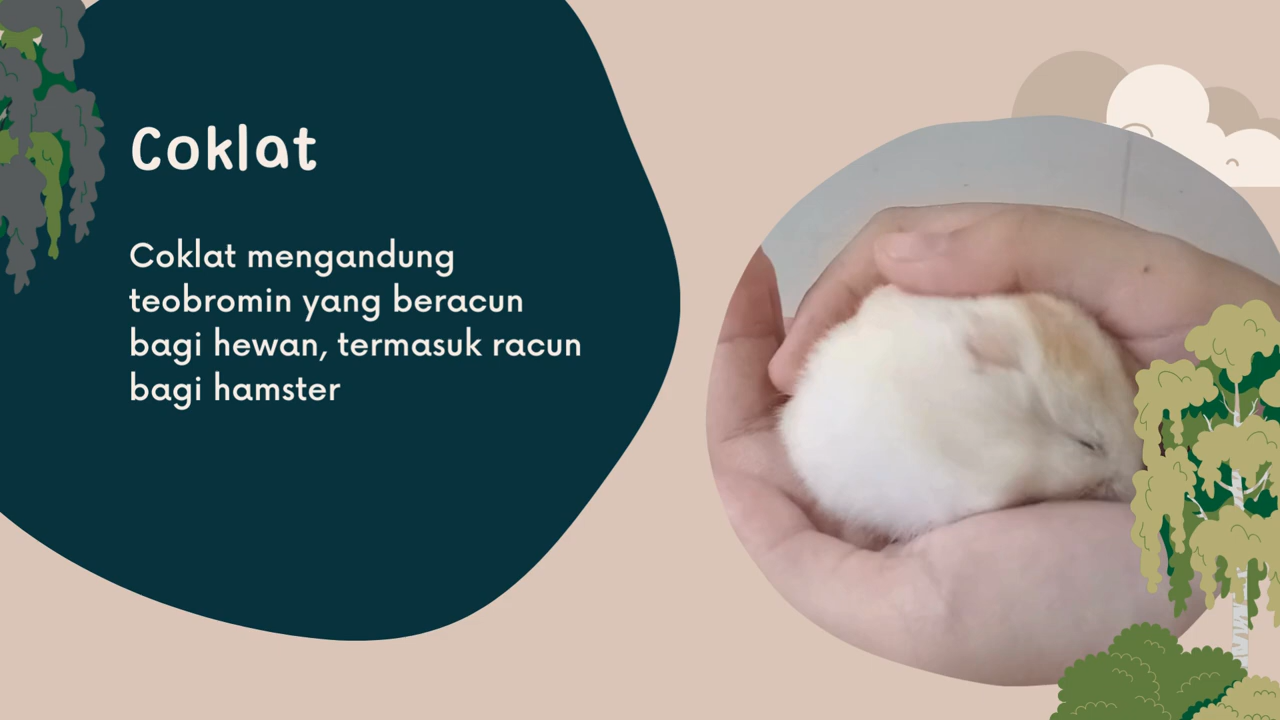 Coklat
Coklat mengandung
teobromin yang beracun
bagi hewan, termasuk racun
bagi hamster